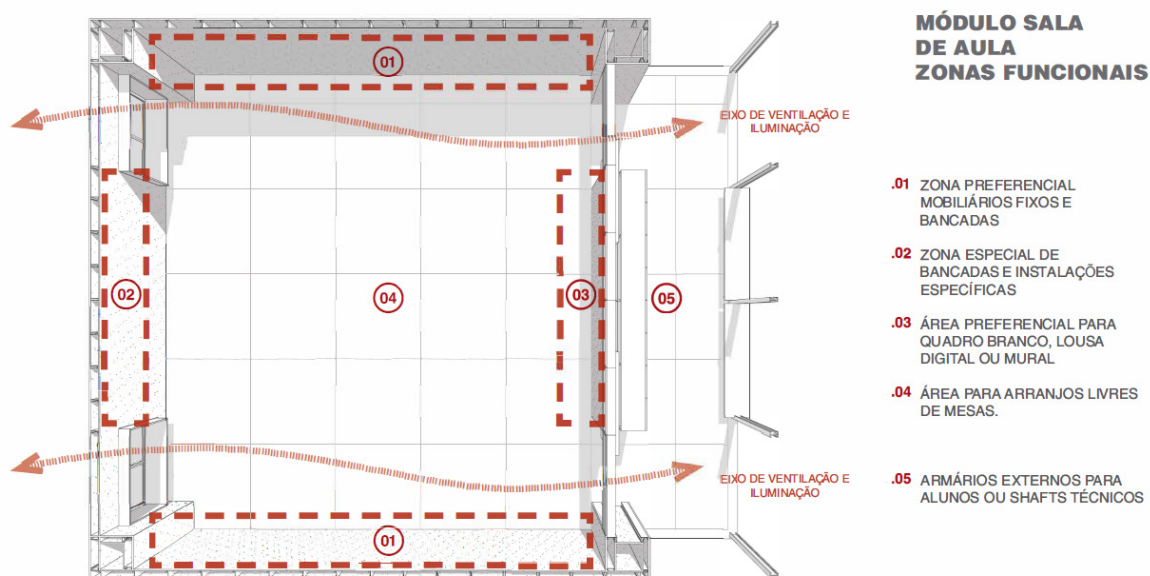 MÓDULO SALA
DE AULA
ZONAS FUNCIONAIS
01
EIXO DE VENTILAÇÃO E
ILUMINAÇÃO
02
04
03
05
EIXO DE VENTILAÇÃO E
ILUMINAÇÃO
01
.01 ZONA PREFERENCIAL
MOBILIÁRIOS FIXOS E
BANCADAS
.02 ZONA ESPECIAL DE
BANCADAS E INSTALAÇÕES
ESPECÍFICAS
.03 ÁREA PREFERENCIAL PARA
QUADRO BRANCO, LOUSA
DIGITAL OU MURAL
.04 ÁREA PARA ARRANJOS LIVRES
DE MESAS.
.05 ARMÁRIOS EXTERNOS PARA
ALUNOS OU SHAFTS TÉCNICOS